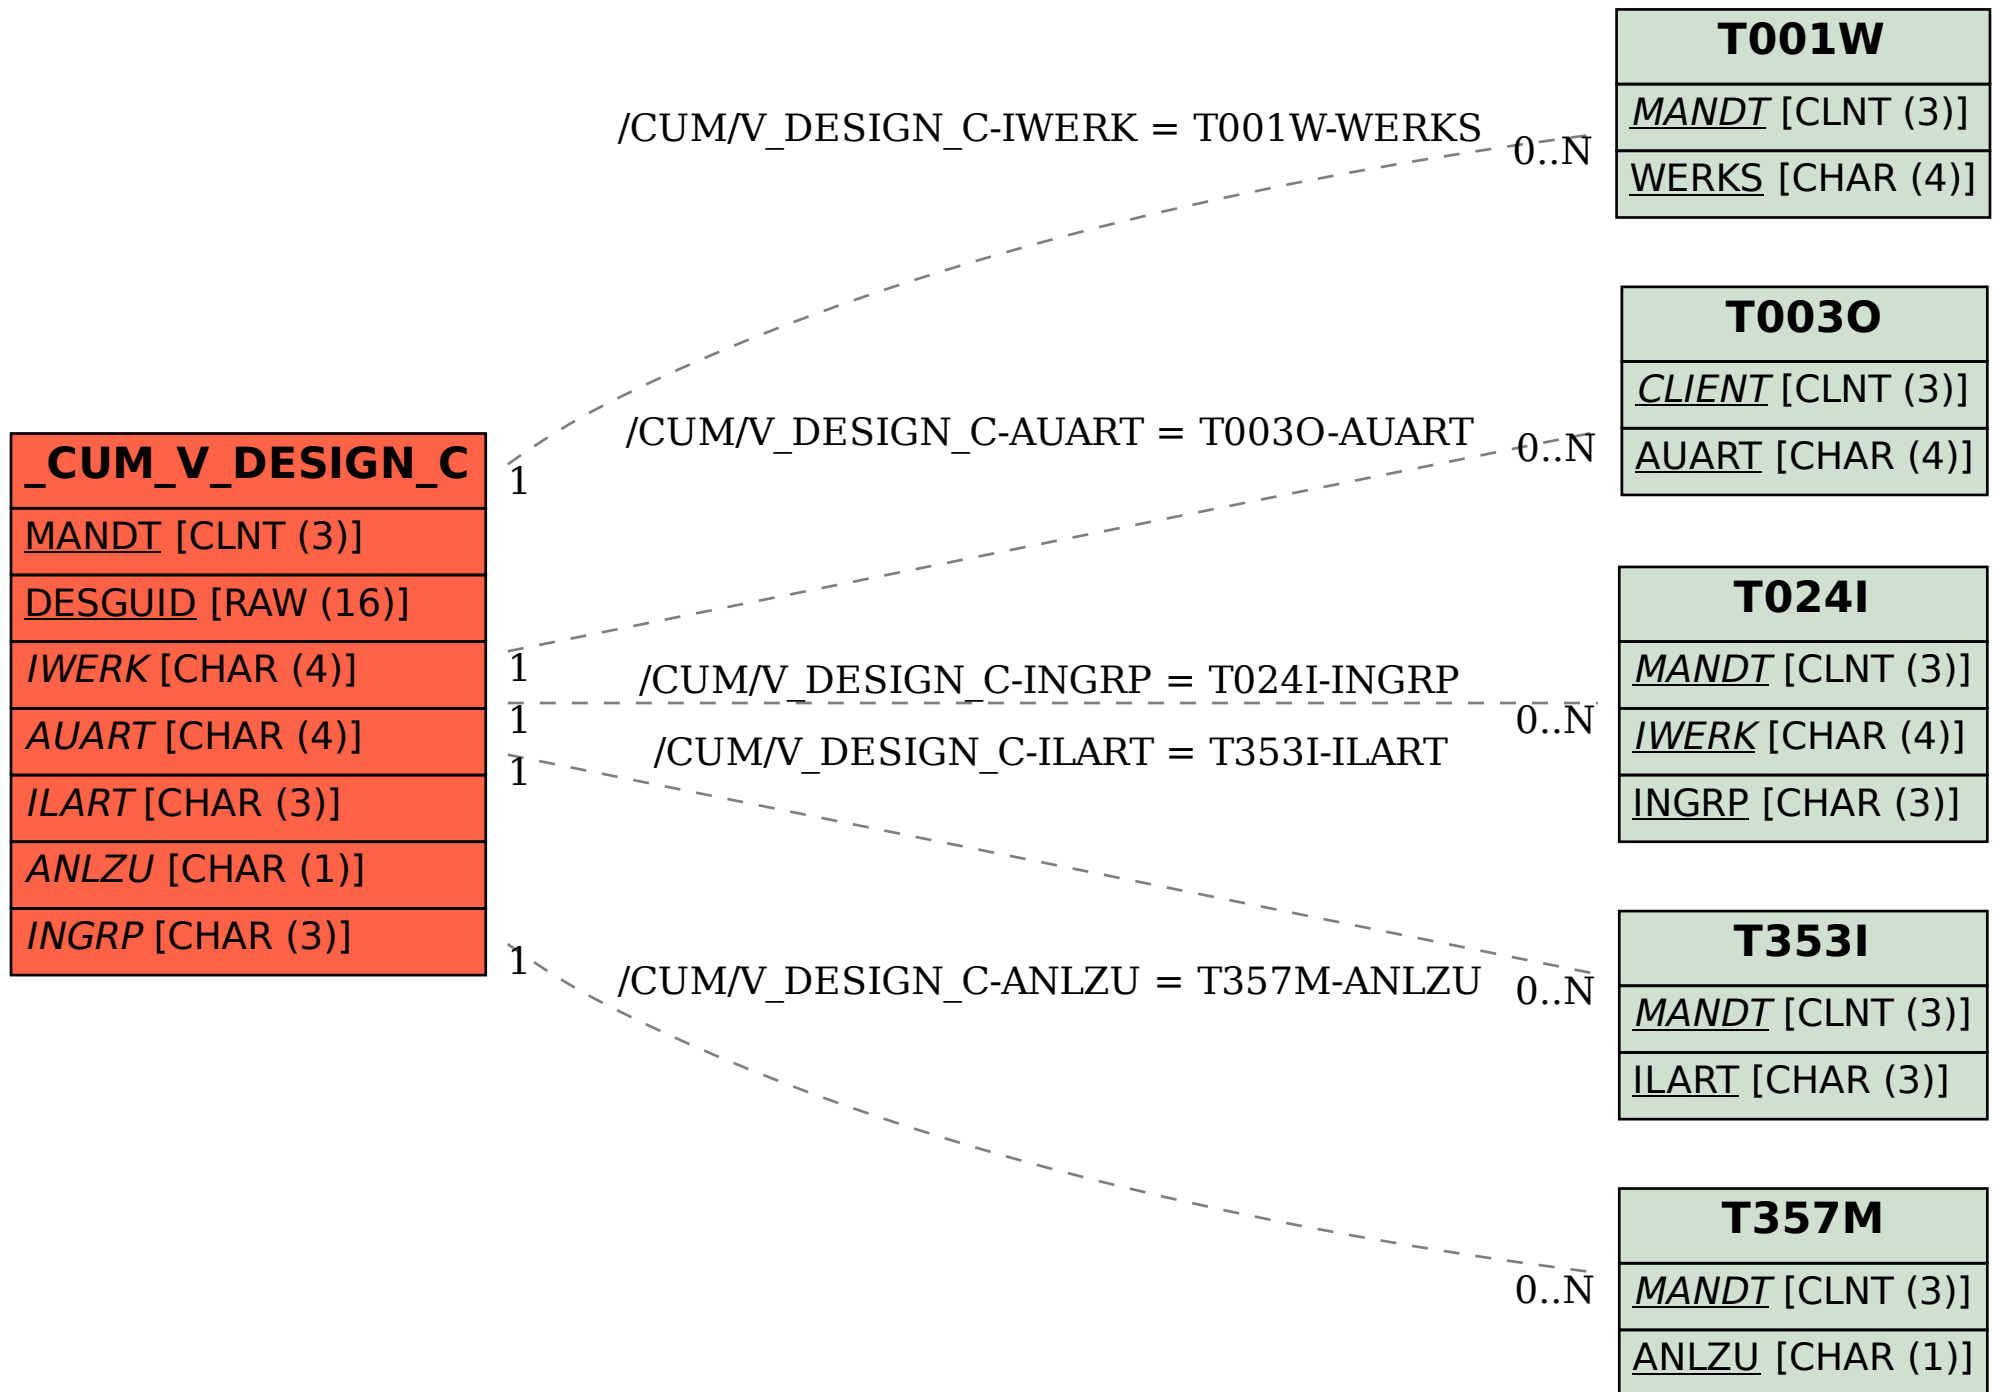 _CUM_V_DESIGN_C
MANDT [CLNT (3)]
DESGUID [RAW (16)]
IWERK [CHAR (4)]
AUART [CHAR (4)]
ILART [CHAR (3)]
ANLZU [CHAR (1)]
INGRP [CHAR (3)]
/CUM/V_DESIGN_C-IWERK = T001W-WERKS
1
0..N
/CUM/V_DESIGN_C-AUART = T003O-AUART
1
0..N
/CUM/V_DESIGN_C-INGRP = T024I-INGRP
1
0..N
/CUM/V_DESIGN_C-ILART = T353I-ILART
1
0..N
/CUM/V_DESIGN_C-ANLZU = T357M-ANLZU
1
0..N
T001W
MANDT [CLNT (3)]
WERKS [CHAR (4)]
T003O
CLIENT [CLNT (3)]
AUART [CHAR (4)]
T024I
MANDT [CLNT (3)]
IWERK [CHAR (4)]
INGRP [CHAR (3)]
T353I
MANDT [CLNT (3)]
ILART [CHAR (3)]
T357M
MANDT [CLNT (3)]
ANLZU [CHAR (1)]